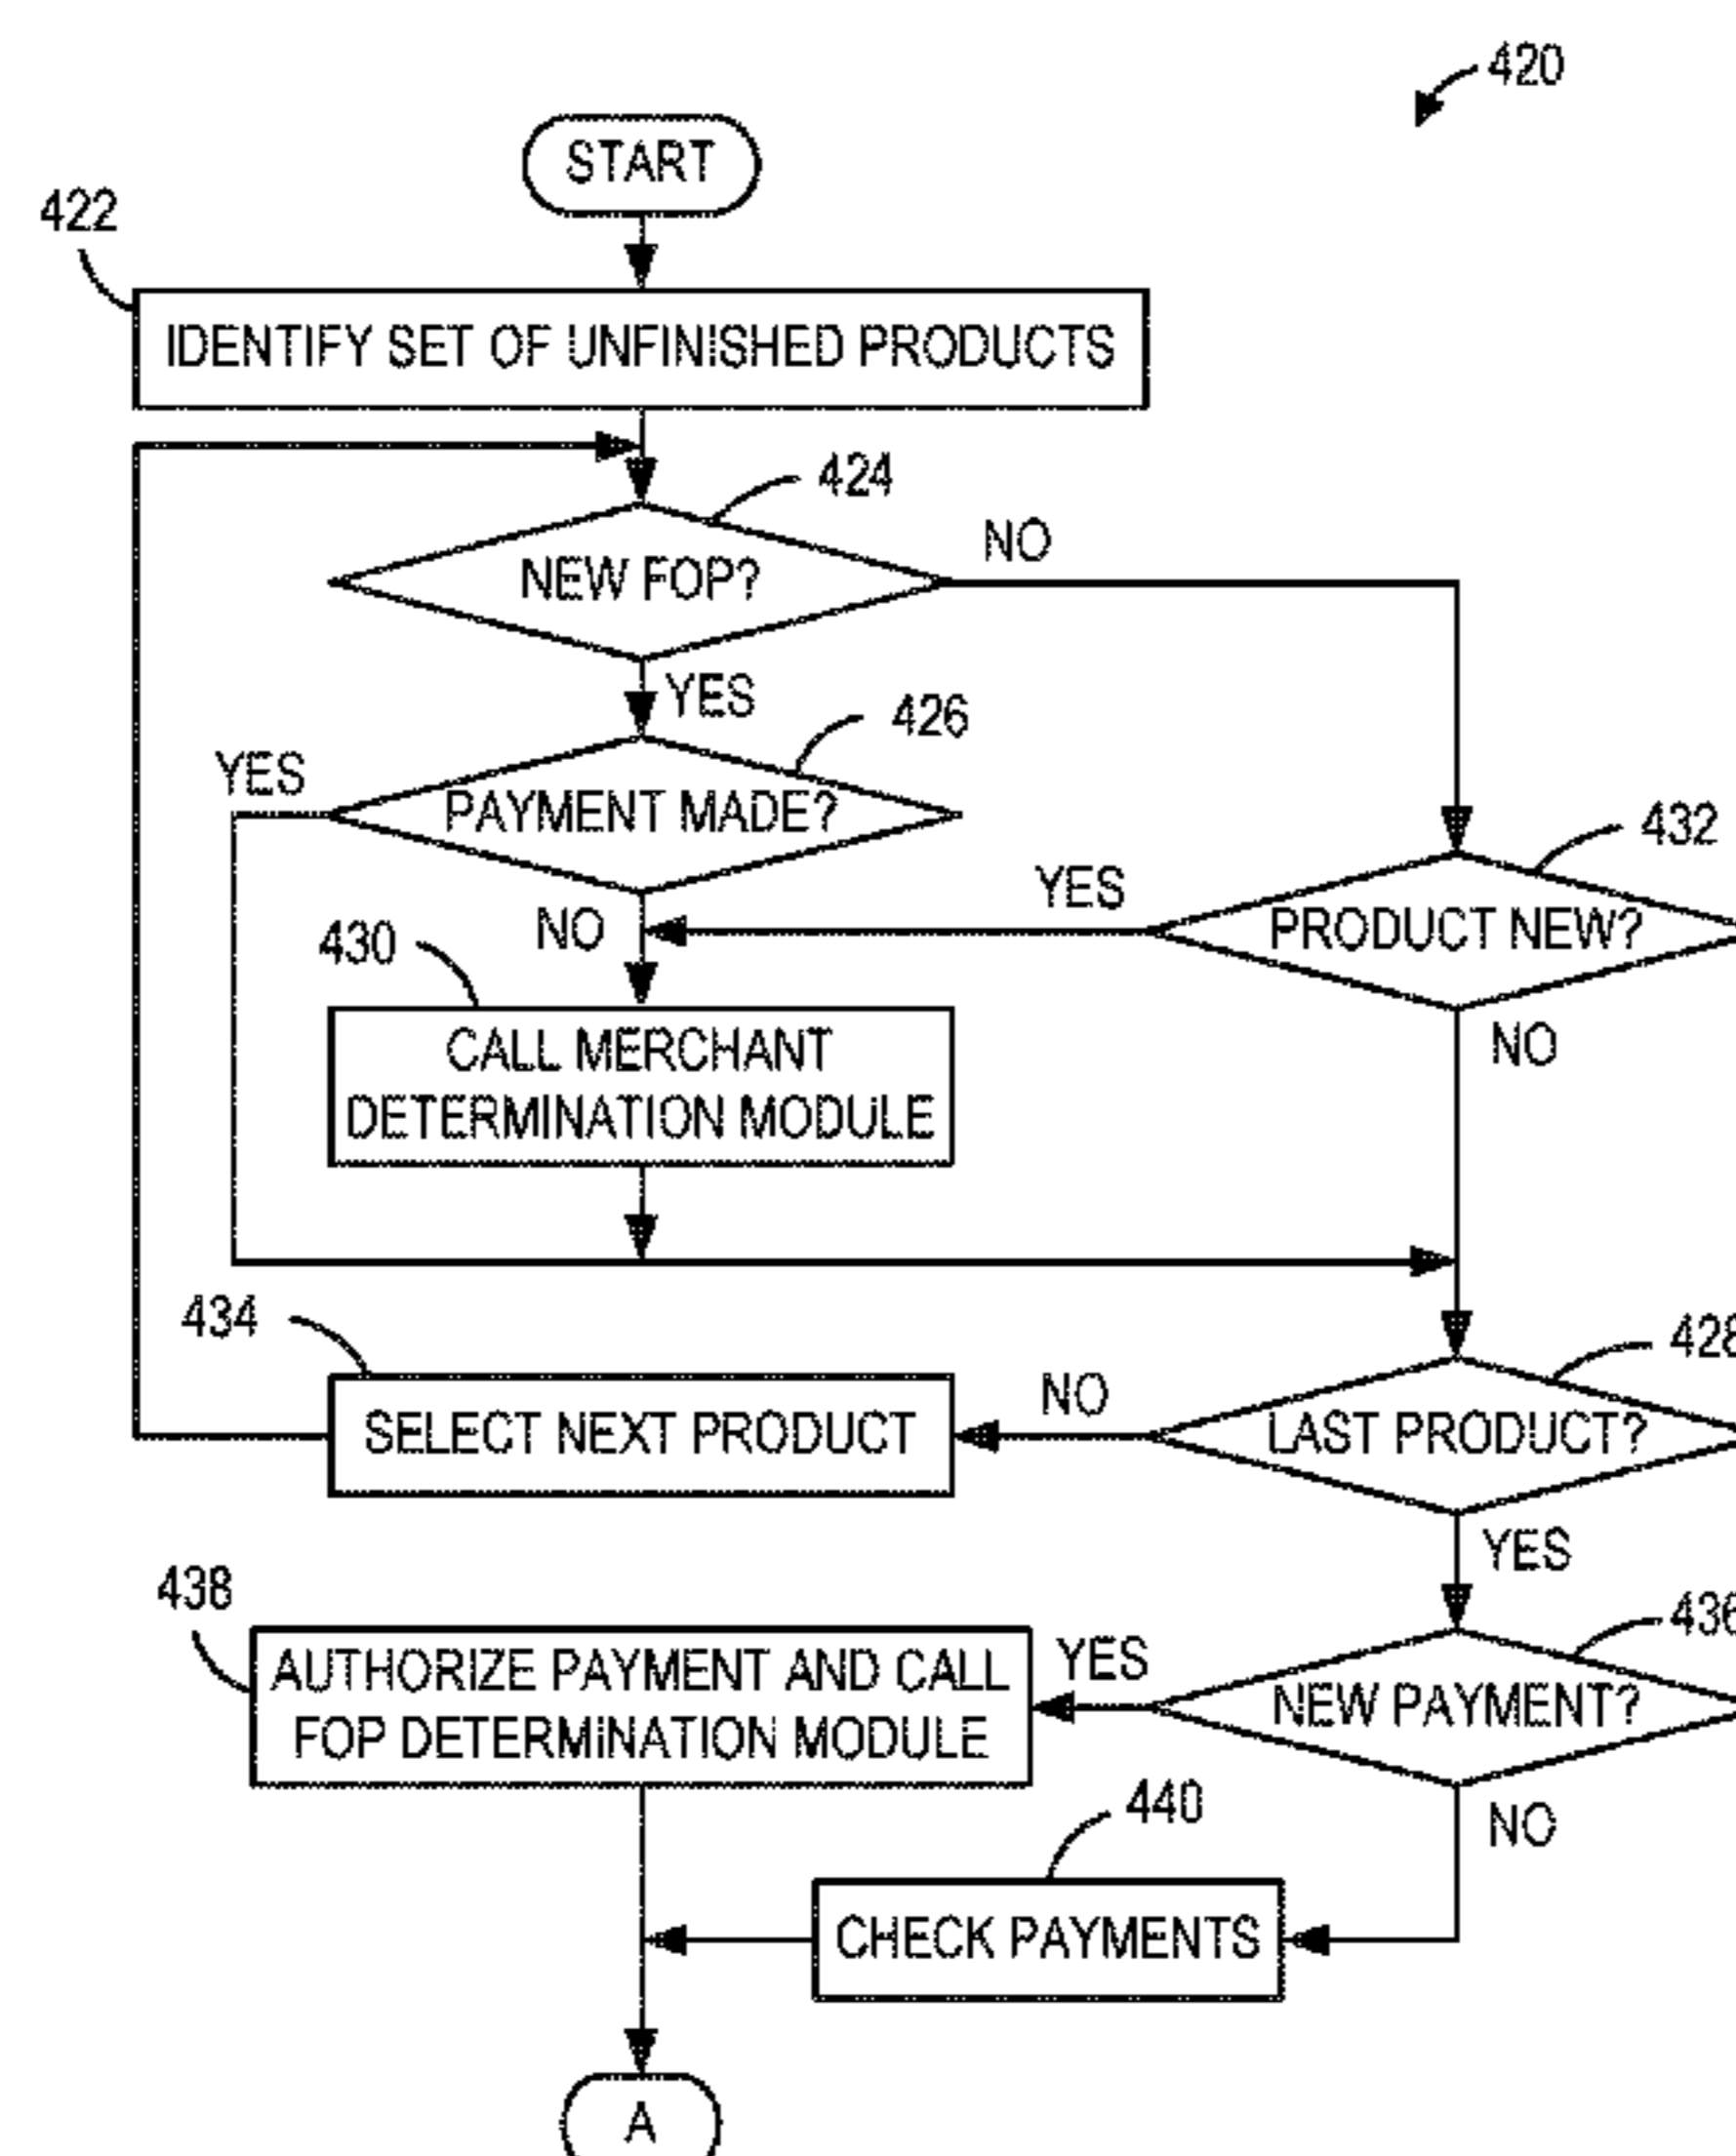 420
START
422
IDENTIFY SET OF UNFINISHED PRODUCTS
424
NEW FOP?
NO
YES
426
YES
PAYMENT MADE?
432
YES
PRODUCT NEW?
NO
430
NO
CALL MERCHANT
DETERMINATION MODULE
434
428
NO
SELECT NEXT PRODUCT
LAST PRODUCT?
YES
438
436
AUTHORIZE PAYMENT AND CALL
FOP DETERMINATION MODULE
YES
NEW PAYMENT?
440
NO
CHECK PAYMENTS
A